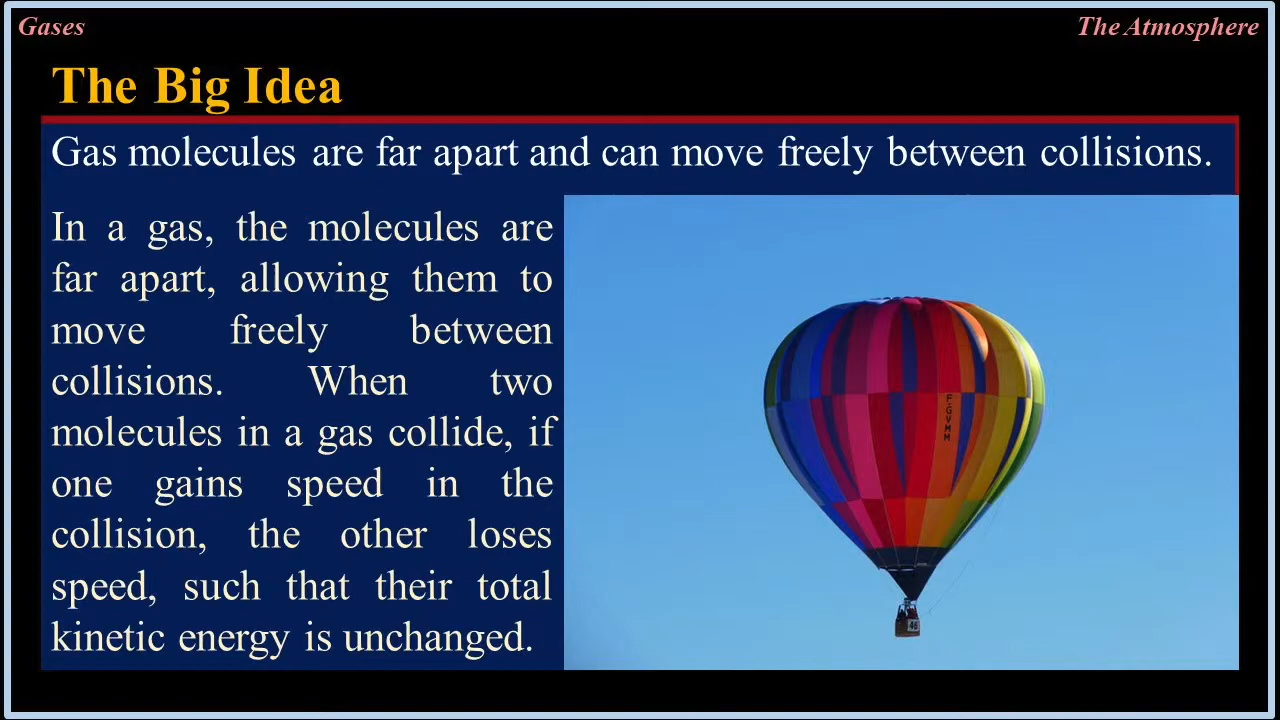 Gases
The Atmosphere
The Big Idea
Gas molecules are far apart and can move freely between collisions.
In a gas, the molecules are
far apart, allowing them to
move freely between
collisions. When two
molecules in a gas collide, if
one gains speed in the
collision, the other loses
speed, such that their total
kinetic energy is unchanged.
F-GVMM
46